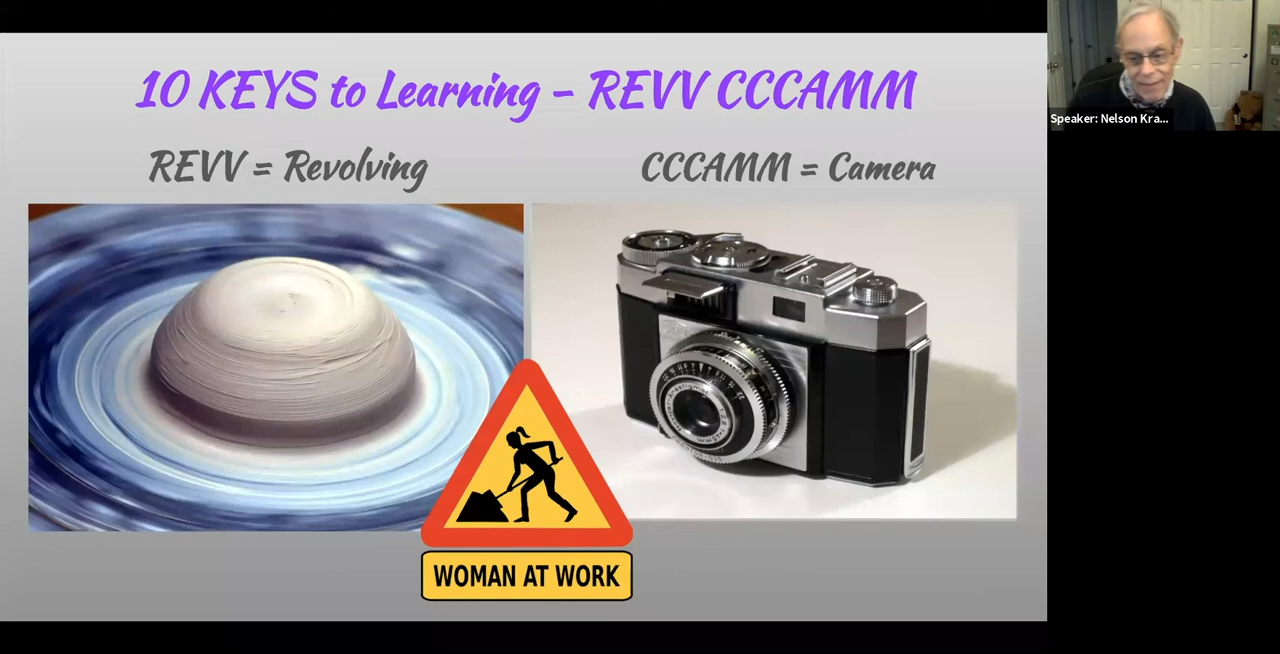 10 KEYS to Learning - REVV CCCAMM
REVV = Revolving
CCCAMM = Camera
WOMAN AT WORK
Speaker: Nelson Kra...